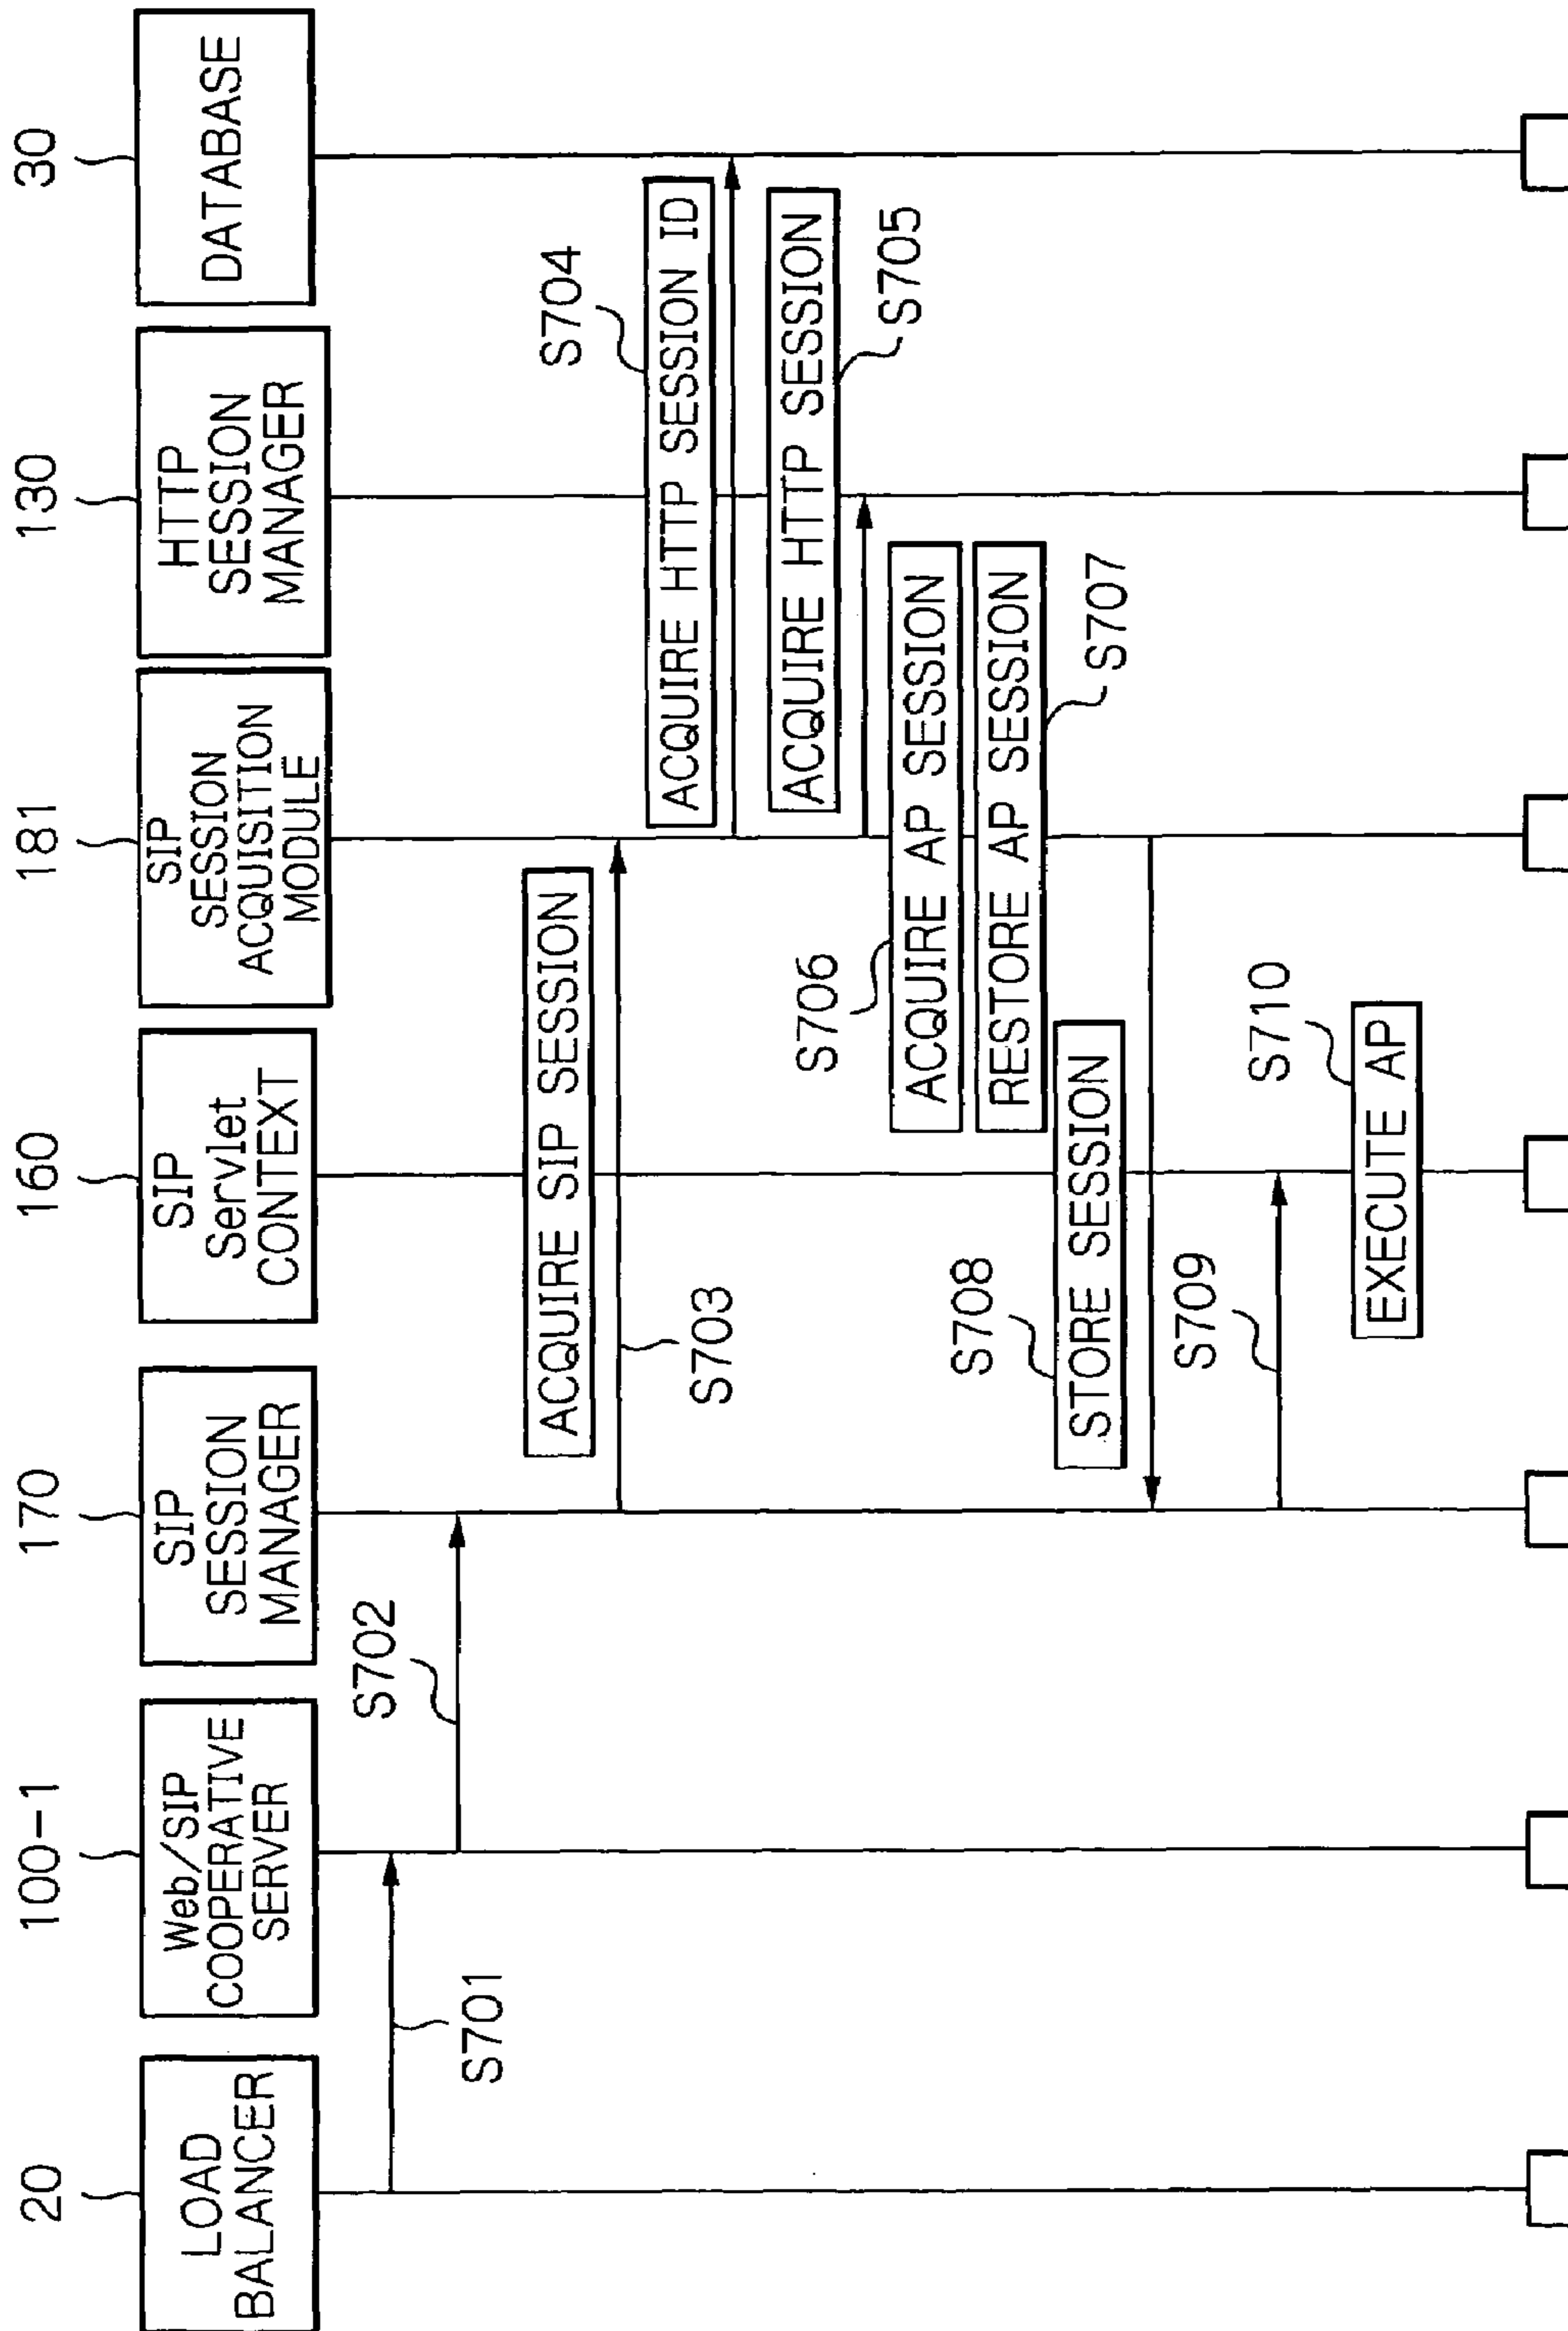 20
LOAD
BALANCER
100-1
Web/SIP
COOPERATIVE
SERVER
170
SIP
SESSION
MANAGER
160
SIP
Servlet
CONTEXT
181
SIP
SESSION
ACQUISITION
MODULE
130
HTTP
SESSION
MANAGER
30
DATABASE
S701
S702
ACQUIRE SIP SESSION
S703
S704
ACQUIRE HTTP SESSION ID
ACQUIRE HTTP SESSION
S705
S706
ACQUIRE AP SESSION
RESTORE AP SESSION
S707
S708
STORE SESSION
S709
S710
EXECUTE AP